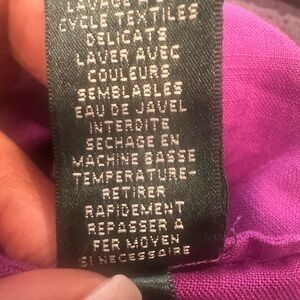 CYCLE TEXTILES
DELICATS
LAVER AVEC
COULEURS
SEMBLABLES
EAU DE JAVEL
INTERDITE
SECHAGE EN
MACHINE BASSE
TEMPERATURE-
RETIRER
RAPIDEMENT
REPASSER A
FER MOYEN
SI NECESSAIRE